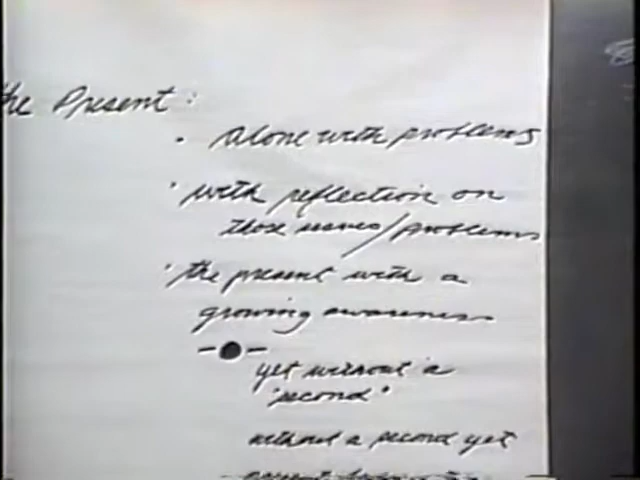 the Present:
• Alone with problems
• with reflection on
those issues/problems
• the present with a
growing awareness
-●-
yet without a
"second"
without a second yet